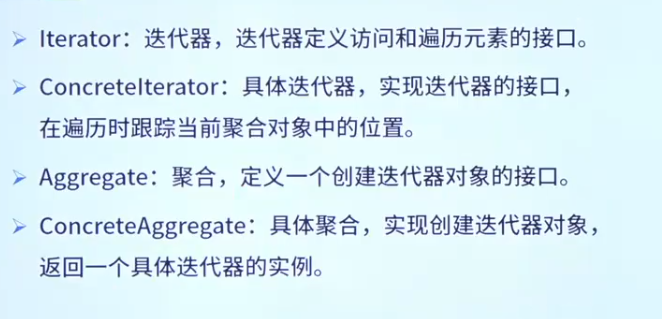 Iterator：迭代器，迭代器定义访问和遍历元素的接口。
ConcreteIterator：具体迭代器，实现迭代器的接口，
在遍历时跟踪当前聚合对象中的位置。
Aggregate：聚合，定义一个创建迭代器对象的接口。
ConcreteAggregate：具体聚合，实现创建迭代器对象，
返回一个具体迭代器的实例。